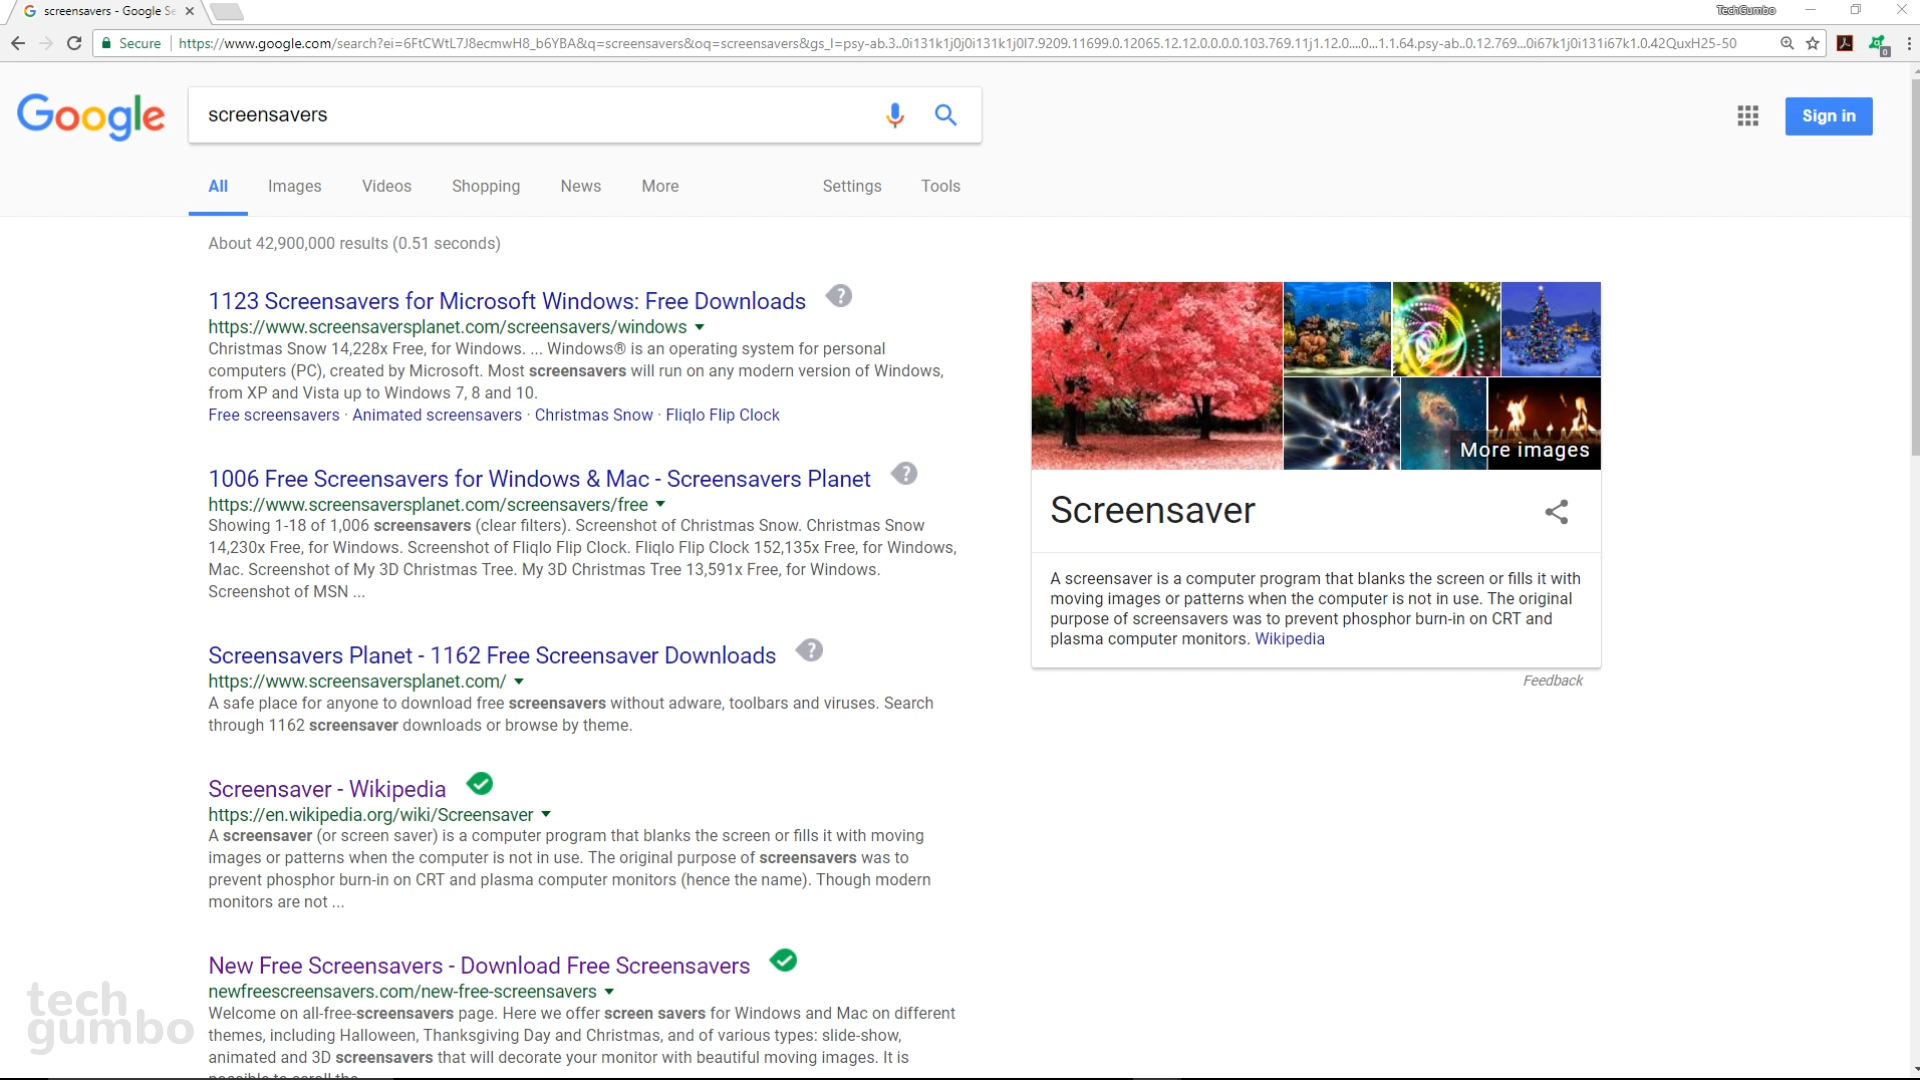 screensavers - Google Se
TechGumbo
Secure
https://www.google.com/search?ei=6FtCWtL7J8ecmwH8_b6YBA&q=screensavers&oq=screensavers&gs_l=psy-ab.3..0i131k1j0j0i131k1j0l7.9209.11699.0.12065.12.12.0.0.0.0.103.769.11j1.12.0....0...1.1.64.psy-ab..0.12.769...0i67k1j0i131i67k1.0.42QuxH25-50
0
Google
screensavers
Sign in
All Images Videos Shopping News More Settings Tools
About 42,900,000 results (0.51 seconds)
1123 Screensavers for Microsoft Windows: Free Downloads
https://www.screensaversplanet.com/screensavers/windows
Christmas Snow 14,228x Free, for Windows. ... Windows® is an operating system for personal
computers (PC), created by Microsoft. Most screensavers will run on any modern version of Windows,
from XP and Vista up to Windows 7, 8 and 10.
Free screensavers · Animated screensavers · Christmas Snow · Fliqlo Flip Clock
1006 Free Screensavers for Windows & Mac - Screensavers Planet
https://www.screensaversplanet.com/screensavers/free
Showing 1-18 of 1,006 screensavers (clear filters). Screenshot of Christmas Snow. Christmas Snow
14,230x Free, for Windows. Screenshot of Fliqlo Flip Clock. Fliqlo Flip Clock 152,135x Free, for Windows,
Mac. Screenshot of My 3D Christmas Tree. My 3D Christmas Tree 13,591x Free, for Windows.
Screenshot of MSN ...
Screensavers Planet - 1162 Free Screensaver Downloads
https://www.screensaversplanet.com/
A safe place for anyone to download free screensavers without adware, toolbars and viruses. Search
through 1162 screensaver downloads or browse by theme.
Screensaver - Wikipedia
https://en.wikipedia.org/wiki/Screensaver
A screensaver (or screen saver) is a computer program that blanks the screen or fills it with moving
images or patterns when the computer is not in use. The original purpose of screensavers was to
prevent phosphor burn-in on CRT and plasma computer monitors (hence the name). Though modern
monitors are not ...
New Free Screensavers - Download Free Screensavers
newfreescreensavers.com/new-free-screensavers
Welcome on all-free-screensavers page. Here we offer screen savers for Windows and Mac on different
themes, including Halloween, Thanksgiving Day and Christmas, and of various types: slide-show,
animated and 3D screensavers that will decorate your monitor with beautiful moving images. It is
More images
Screensaver
A screensaver is a computer program that blanks the screen or fills it with
moving images or patterns when the computer is not in use. The original
purpose of screensavers was to prevent phosphor burn-in on CRT and
plasma computer monitors. Wikipedia
Feedback
tech
gumbo